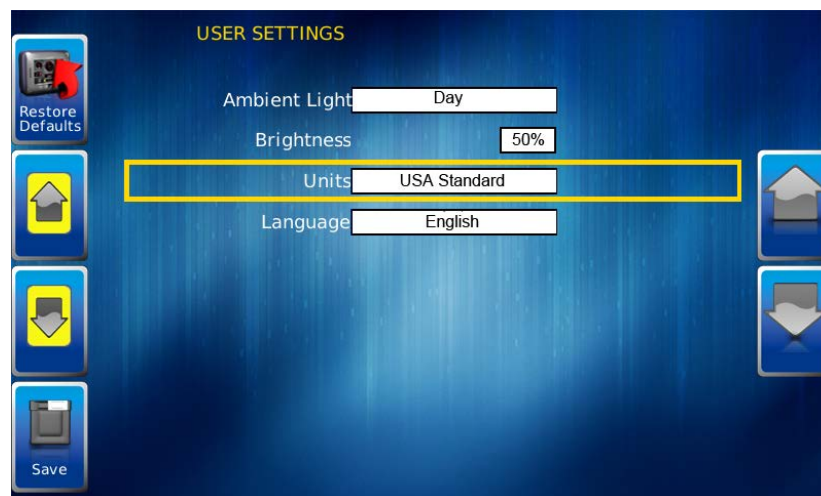 USER SETTINGS
Restore
Defaults
Ambient Light Day
Brightness 50%
Units USA Standard
Language English
Save